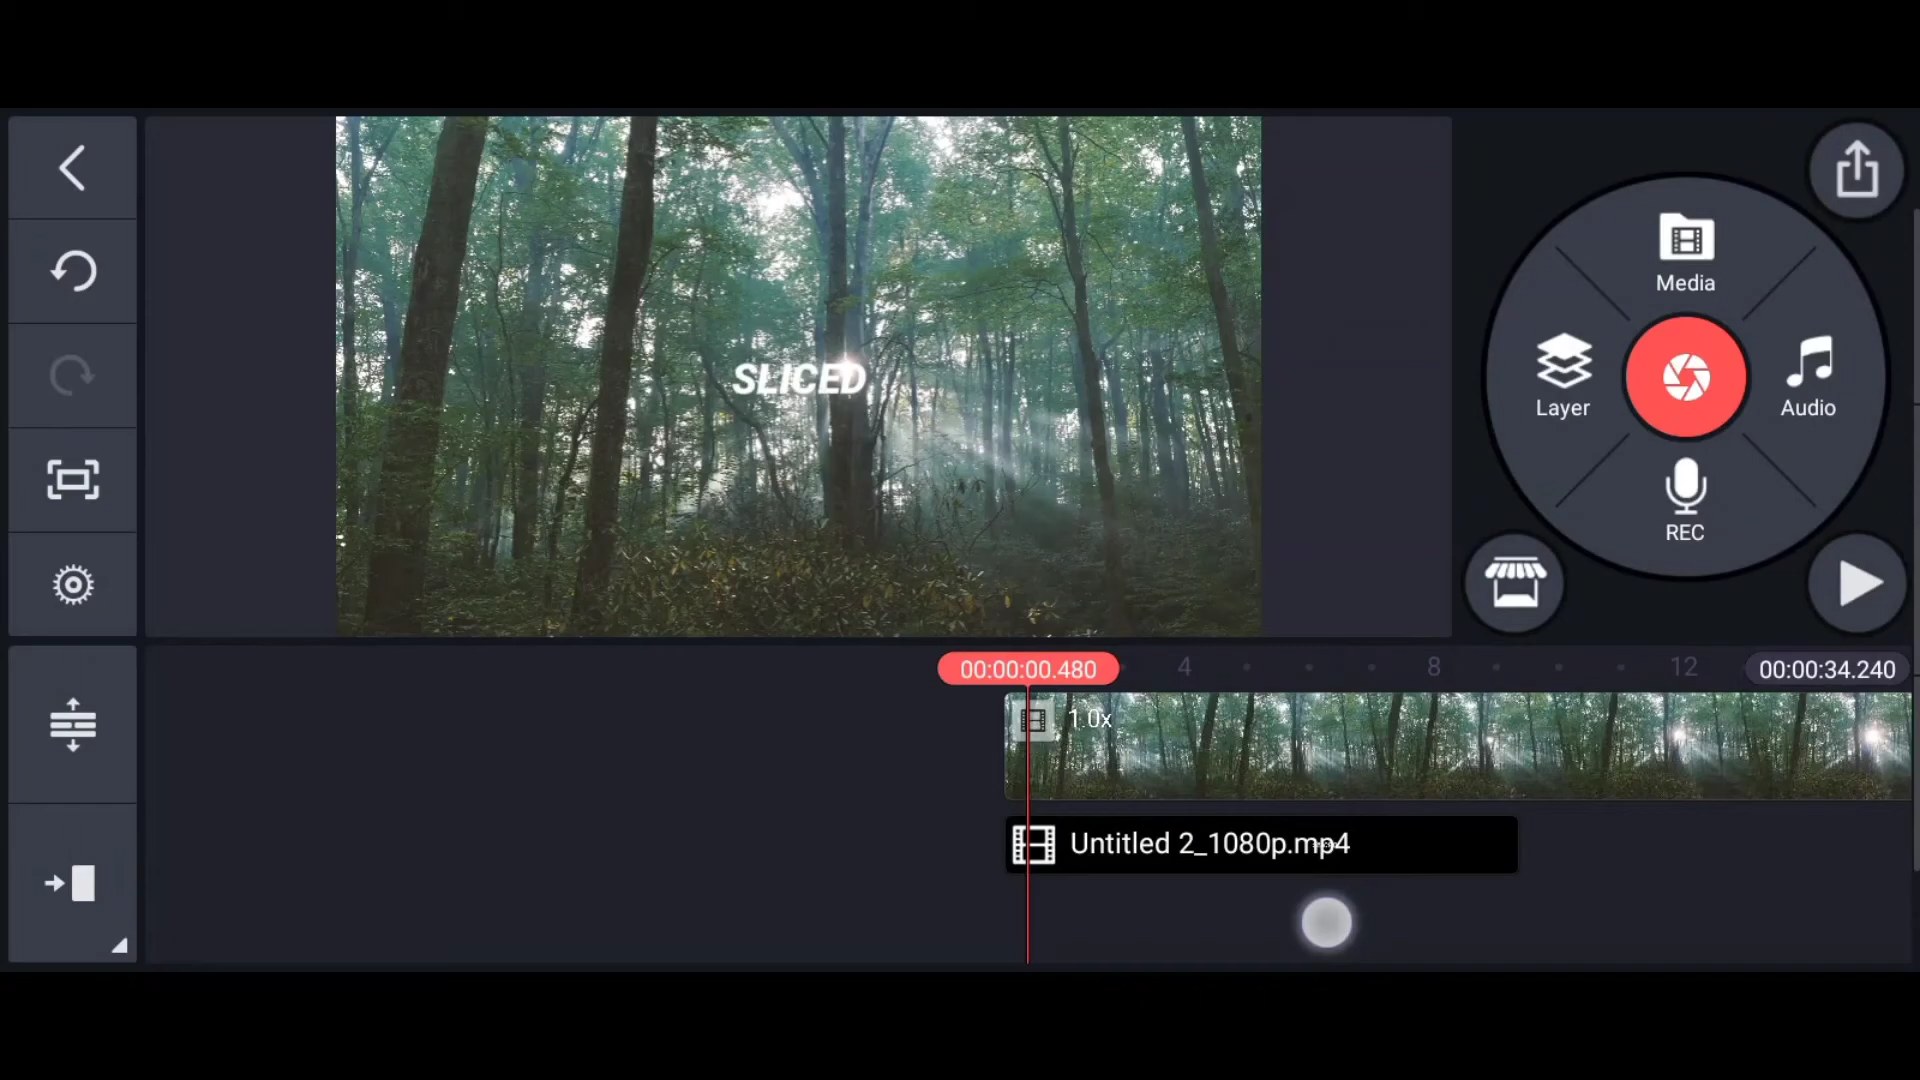 SLICED
Media
Layer
Audio
REC
00:00:00.480
4
8
12
00:00:34.240
1.0x
Untitled 2_1080p.mp4